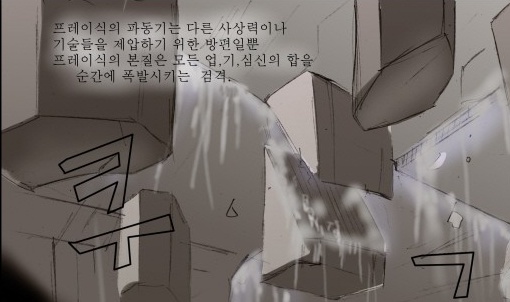 프레이식의 파동기는 다른 사상력이나
기술들을 제압하기 위한 방편일뿐
프레이식의 본질은 모든 업,기,심신의 합을
순간에 폭발시키는 검격.
쿠
ㄱ